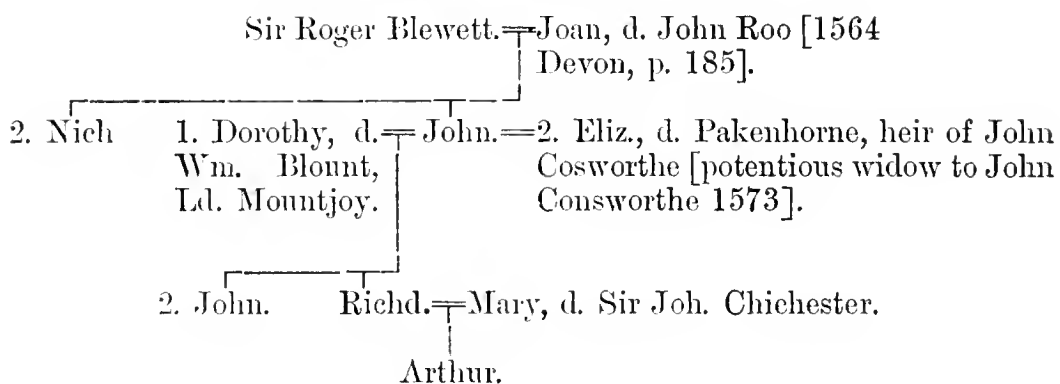 Sir Roger Blewett.=Joan, d. John Roo [1564
Devon, p. 185].
2. Nich 1. Dorothy, d.=John.=2. Eliz., d. Pakenhorne, heir of John
Wm. Blount, Cosworthe [potentious widow to John
Ld. Mountjoy. Consworthe 1573].
2. John. Richd.=Mary, d. Sir Joh. Chichester.
Arthur.